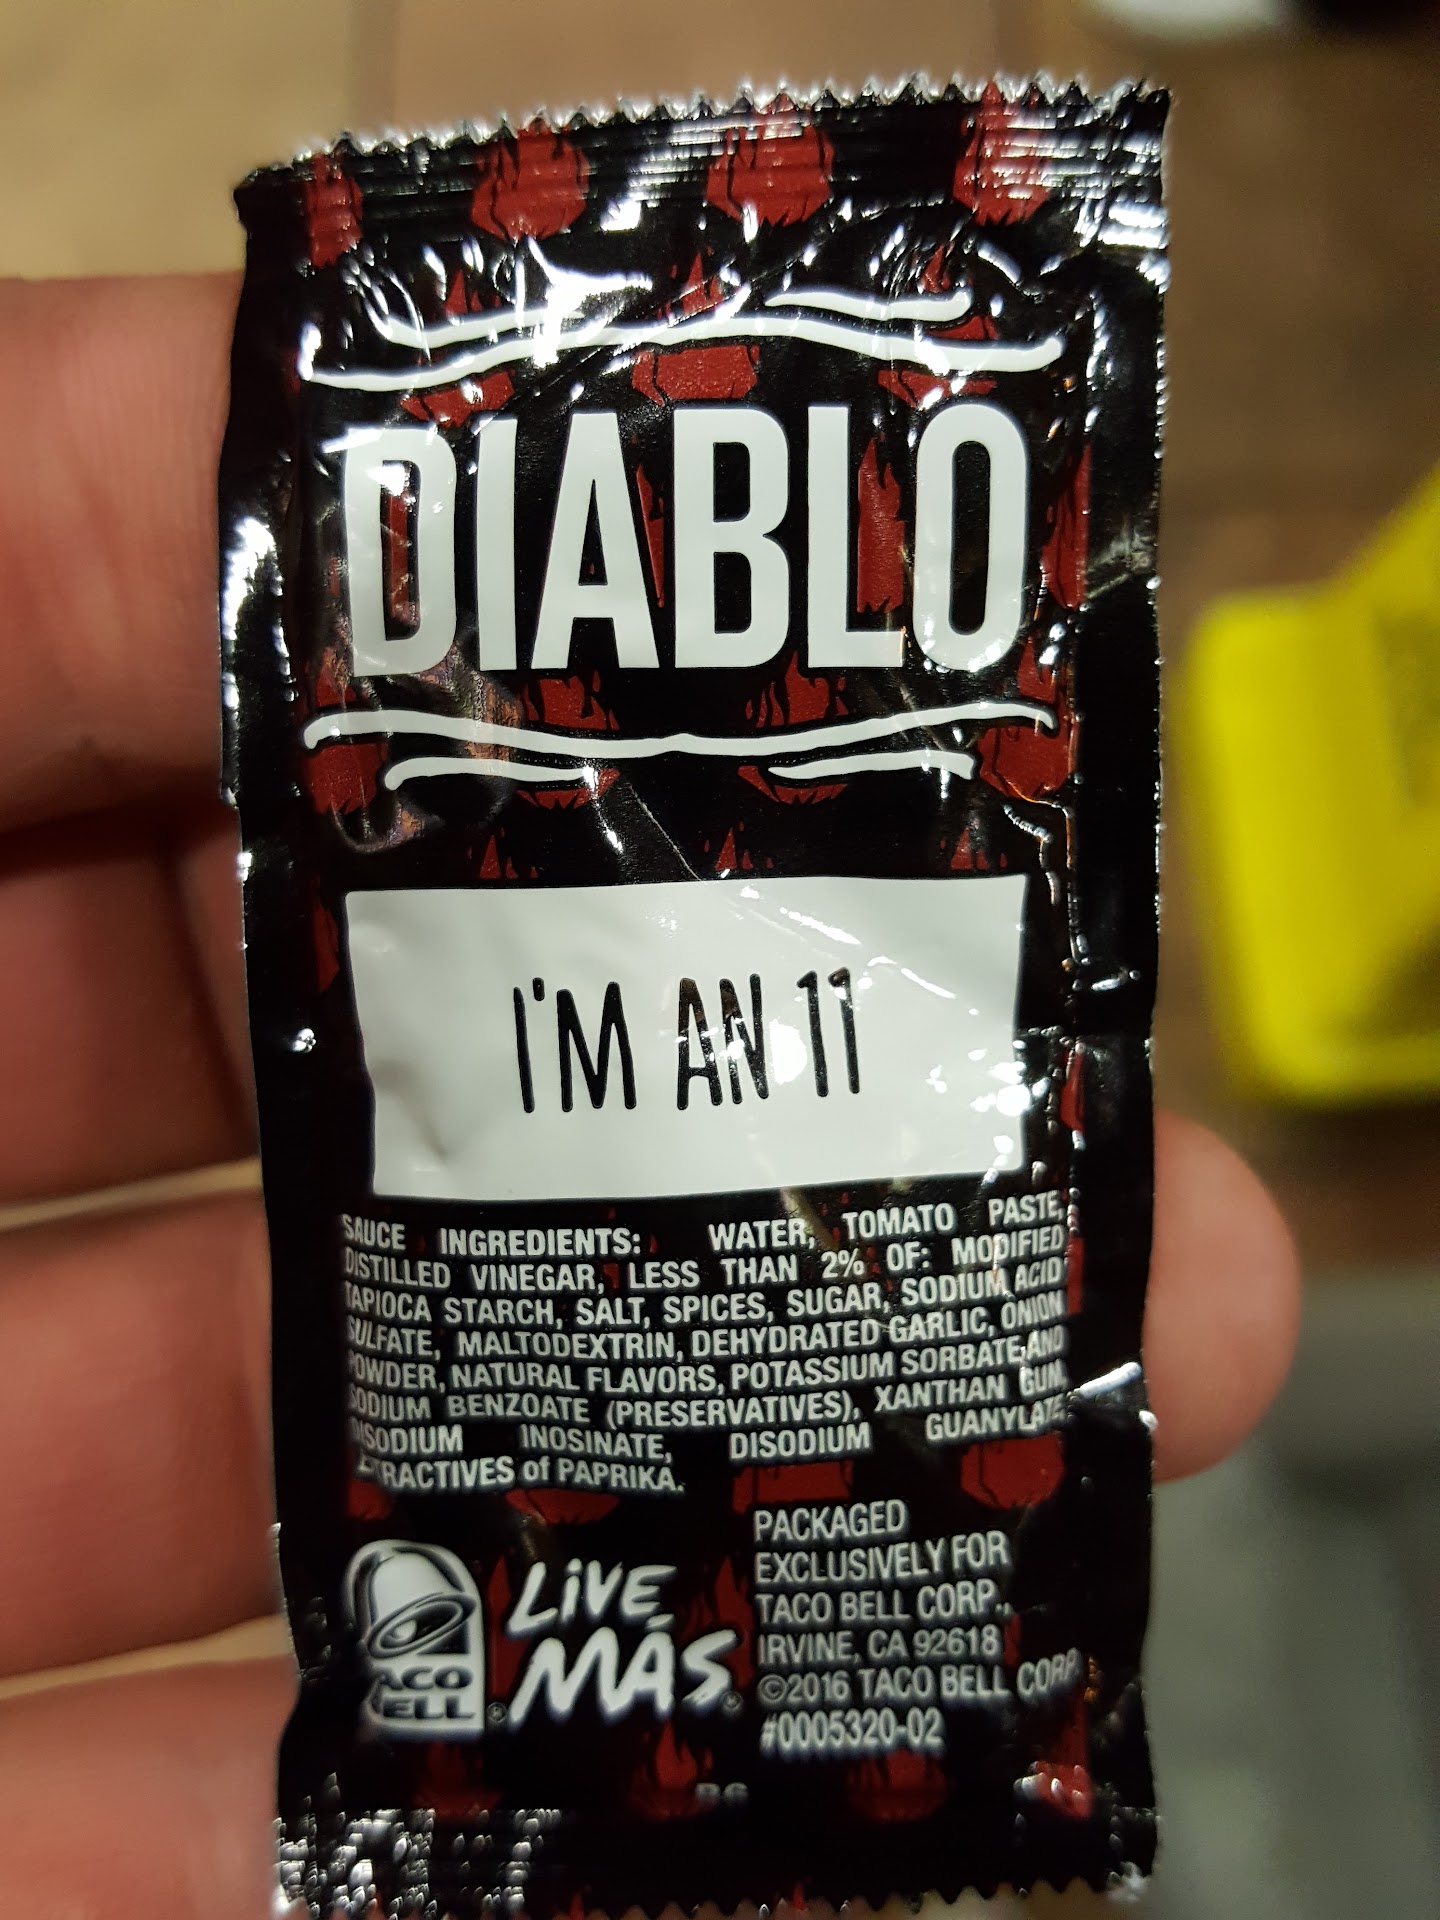 DIABLO
I'M AN 11
SAUCE INGREDIENTS: WATER, TOMATO PASTE,
DISTILLED VINEGAR, LESS THAN 2% OF: MODIFIED
TAPIOCA STARCH, SALT, SPICES, SUGAR, SODIUM ACID
SULFATE, MALTODEXTRIN, DEHYDRATED GARLIC, ONION
POWDER, NATURAL FLAVORS, POTASSIUM SORBATE AND
SODIUM BENZOATE (PRESERVATIVES), XANTHAN GUM,
DISODIUM INOSINATE, DISODIUM GUANYLATE,
EXTRACTIVES of PAPRIKA.
TACO
BELL®
LIVE
MÁS®
PACKAGED
EXCLUSIVELY FOR
TACO BELL CORP.,
IRVINE, CA 92618
©2016 TACO BELL CORP.
#0005320-02